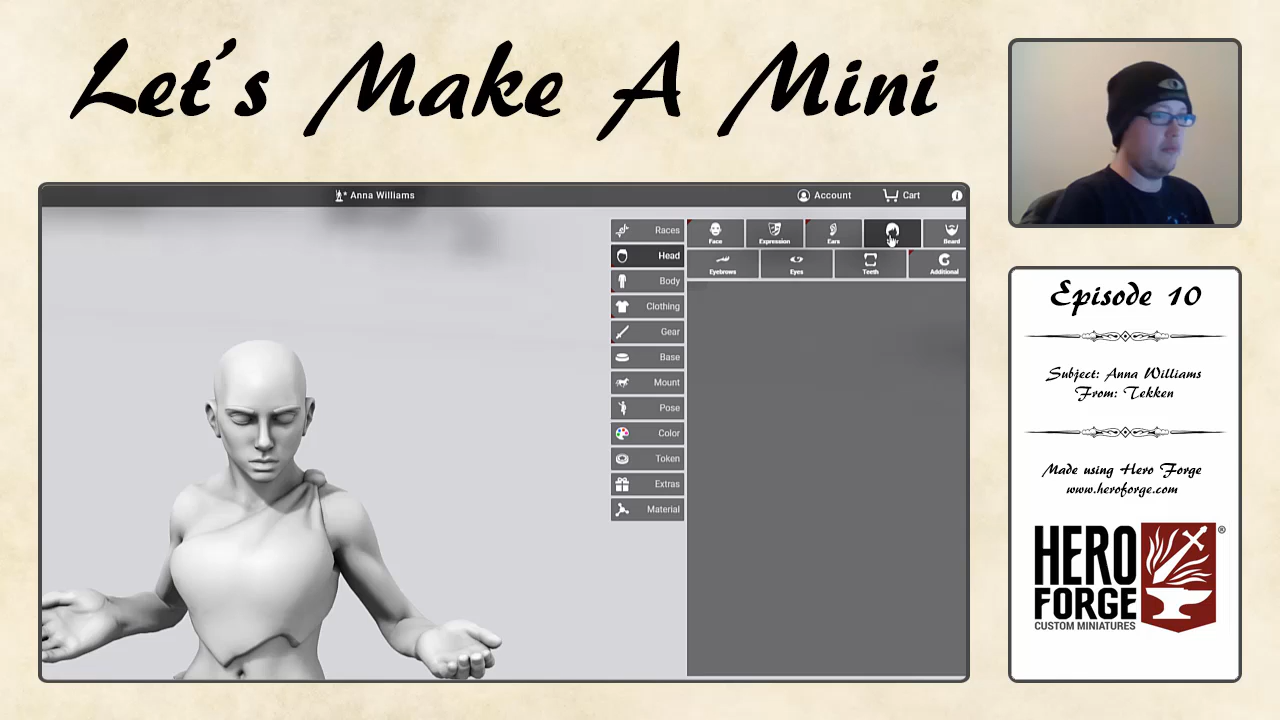 Let's Make A Mini
* Anna Williams
Account
Cart
i
Races
Head
Body
Clothing
Gear
Base
Mount
Pose
Color
Token
Extras
Material
Face
Expression
Ears
Beard
Eyebrows
Eyes
Teeth
Additional
Episode 10
Subject: Anna Williams
From: Tekken
Made using Hero Forge
www.heroforge.com
HERO
FORGE
®
CUSTOM MINIATURES